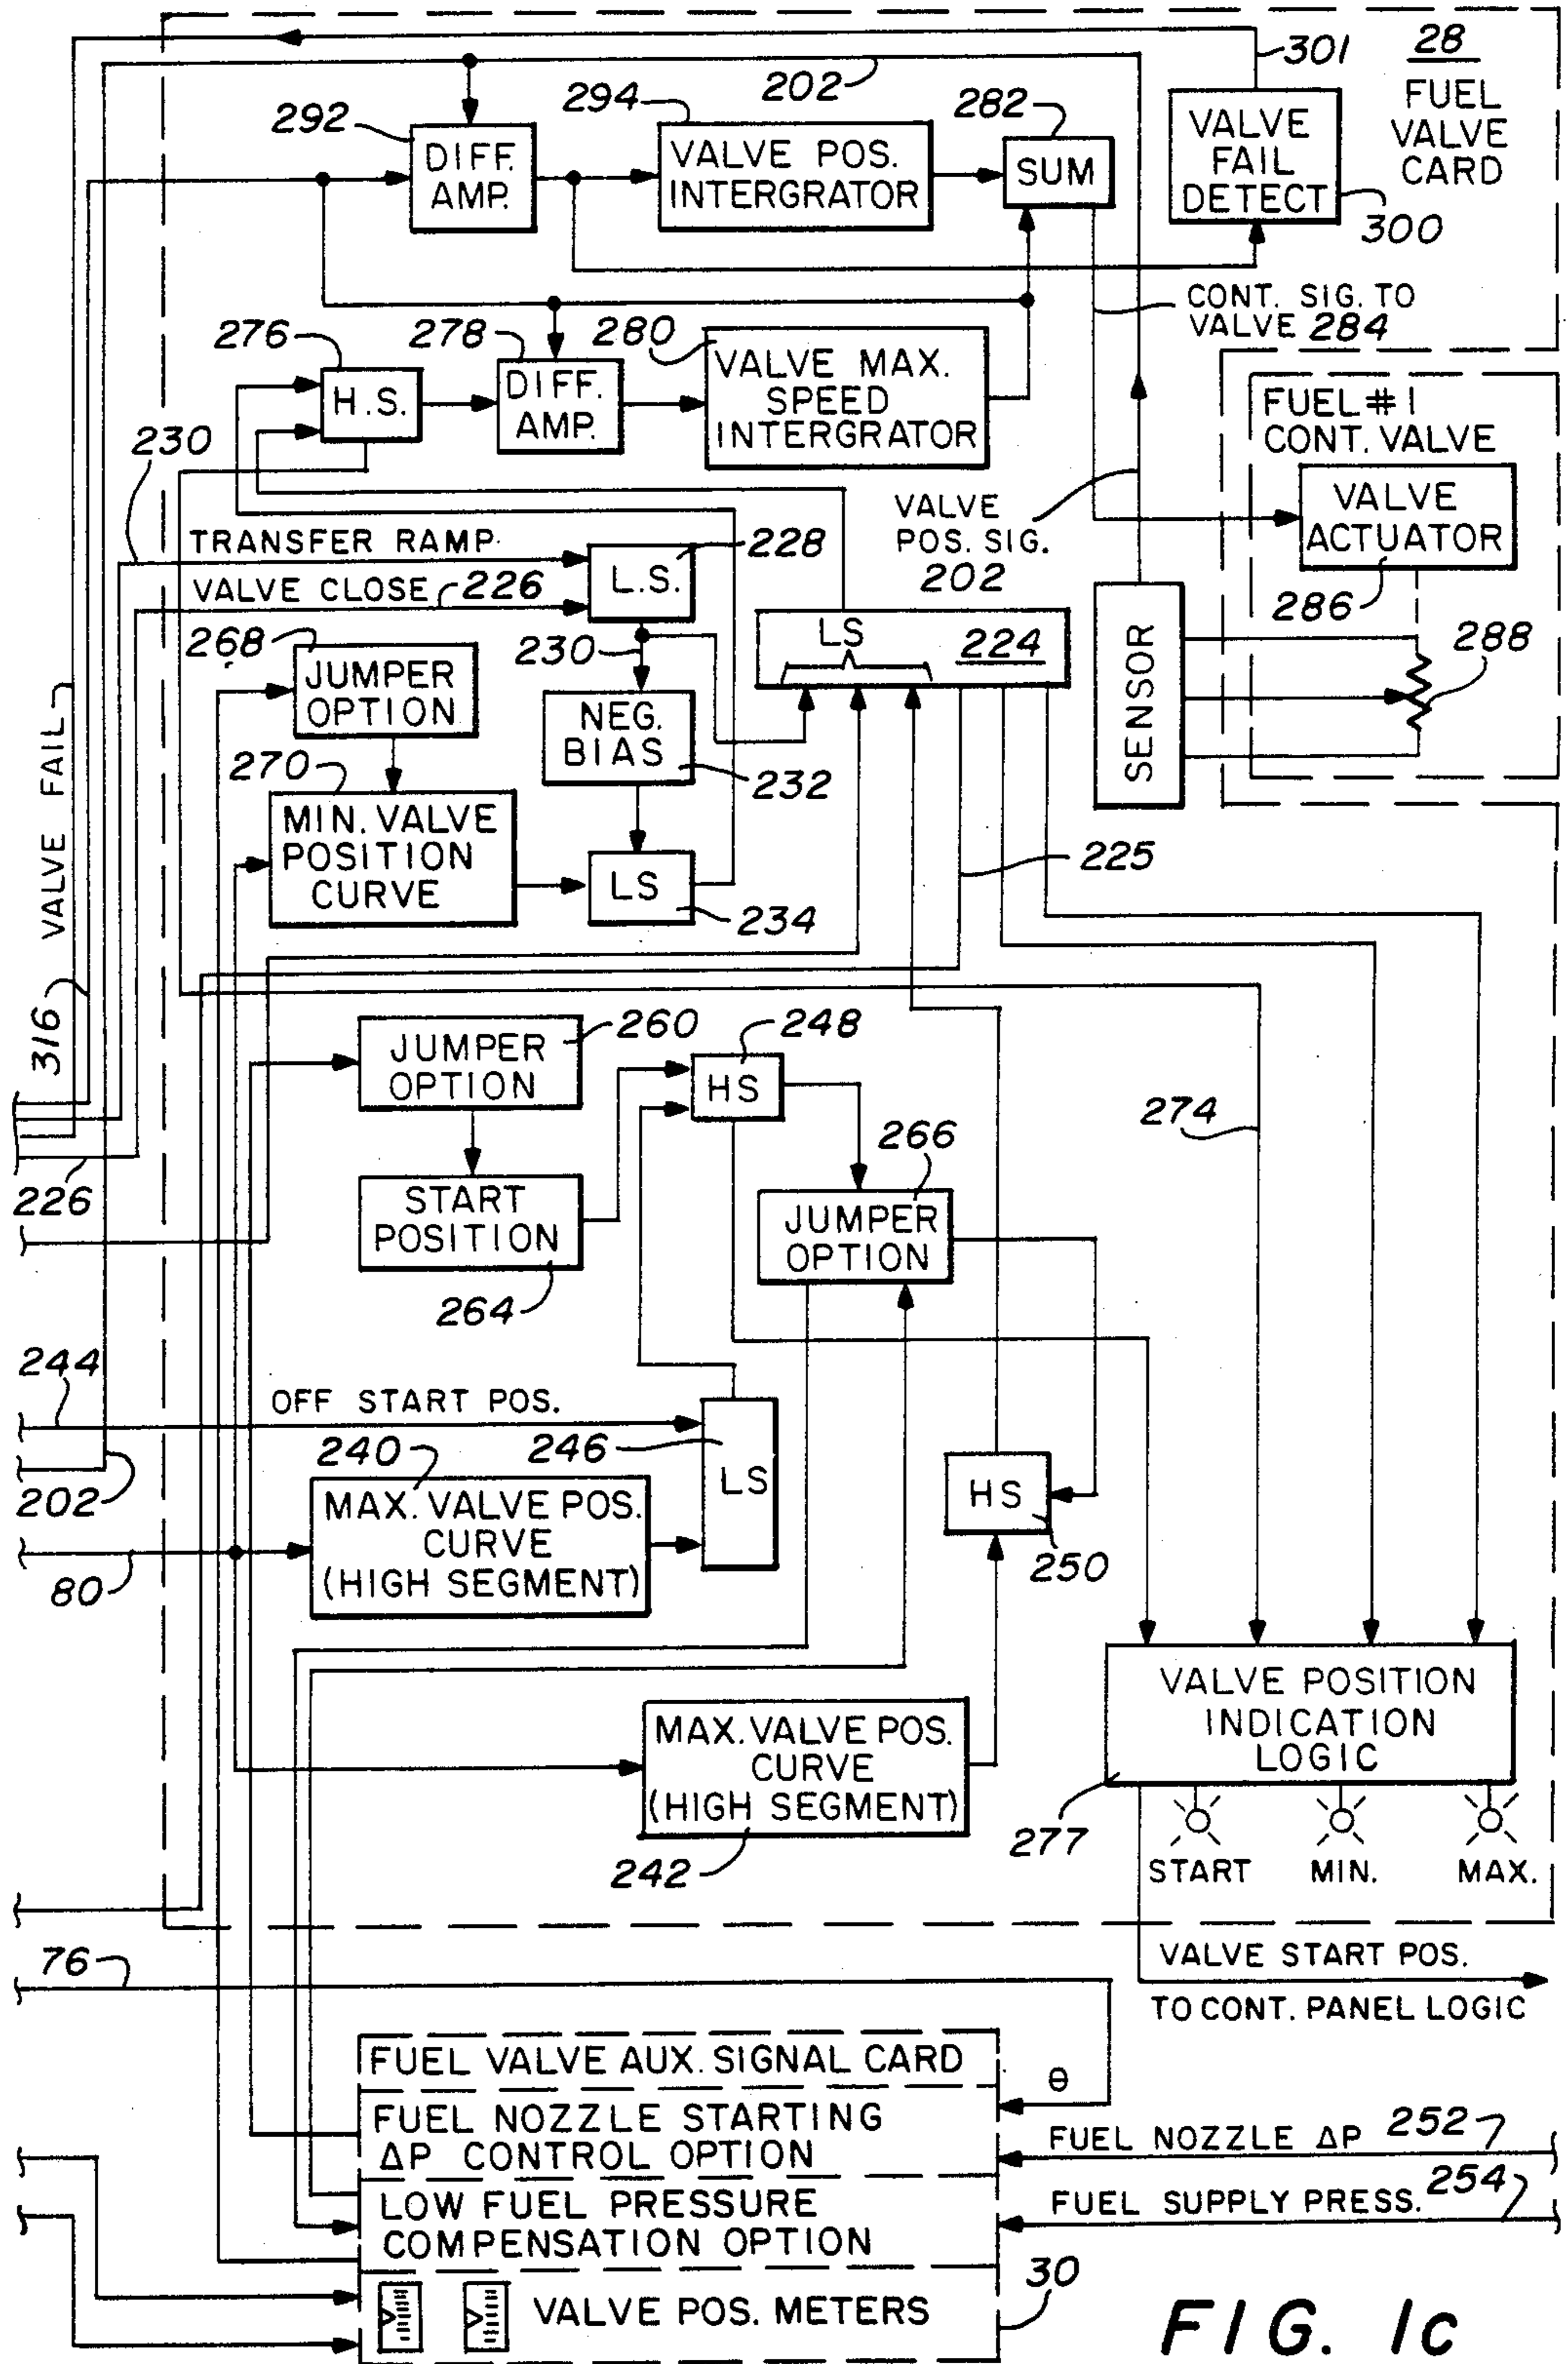 28
FUEL
VALVE
CARD
301
202
292
DIFF.
AMP.
294
VALVE POS.
INTERGRATOR
282
SUM
VALVE
FAIL
DETECT
300
CONT. SIG. TO
VALVE 284
276
H.S.
278
DIFF.
AMP.
280
VALVE MAX.
SPEED
INTERGRATOR
FUEL #1
CONT. VALVE
VALVE
ACTUATOR
286
288
230
TRANSFER RAMP
228
L.S.
VALVE CLOSE 226
VALVE
POS. SIG.
202
268
JUMPER
OPTION
230
LS
224
SENSOR
NEG.
BIAS
232
VALVE FAIL
270
MIN. VALVE
POSITION
CURVE
LS
234
225
316
260
JUMPER
OPTION
248
HS
274
266
JUMPER
OPTION
226
START
POSITION
264
244
OFF START POS.
246
LS
240
MAX. VALVE POS.
CURVE
(HIGH SEGMENT)
202
80
HS
250
MAX. VALVE POS.
CURVE
(HIGH SEGMENT)
242
VALVE POSITION
INDICATION
LOGIC
277
START
MIN.
MAX.
76
VALVE START POS.
TO CONT. PANEL LOGIC
FUEL VALVE AUX. SIGNAL CARD
θ
FUEL NOZZLE STARTING
ΔP CONTROL OPTION
FUEL NOZZLE ΔP 252
LOW FUEL PRESSURE
COMPENSATION OPTION
FUEL SUPPLY PRESS. 254
VALVE POS. METERS
30
FIG. 1c